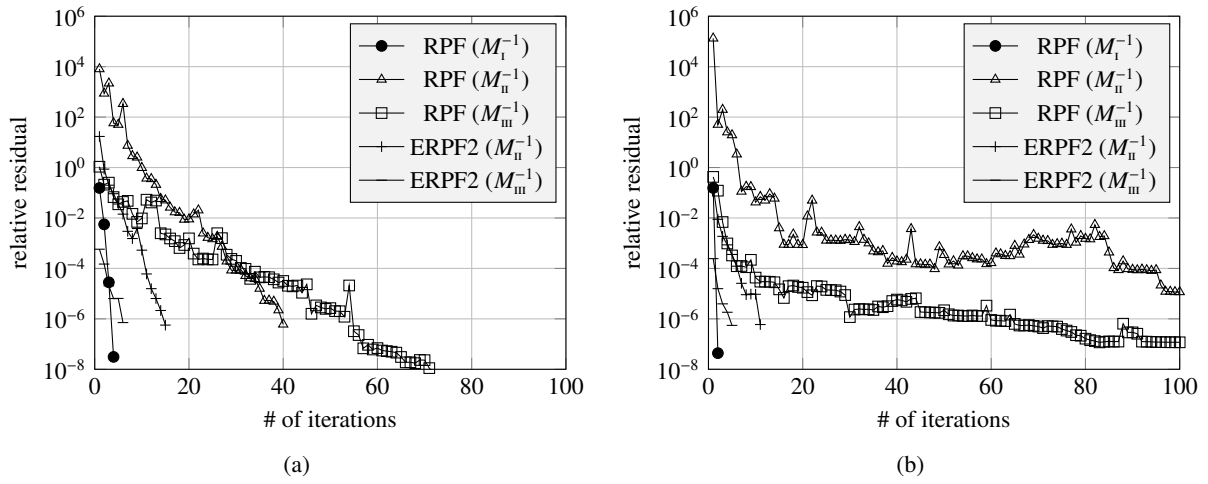 10^6
10^4
10^2
10^0
10^−2
10^−4
10^−6
10^−8
relative residual
0 20 40 60 80 100
# of iterations
RPF (M_I^−1)
RPF (M_II^−1)
RPF (M_III^−1)
ERPF2 (M_II^−1)
ERPF2 (M_III^−1)
(a)
10^6
10^4
10^2
10^0
10^−2
10^−4
10^−6
10^−8
relative residual
0 20 40 60 80 100
# of iterations
RPF (M_I^−1)
RPF (M_II^−1)
RPF (M_III^−1)
ERPF2 (M_II^−1)
ERPF2 (M_III^−1)
(b)